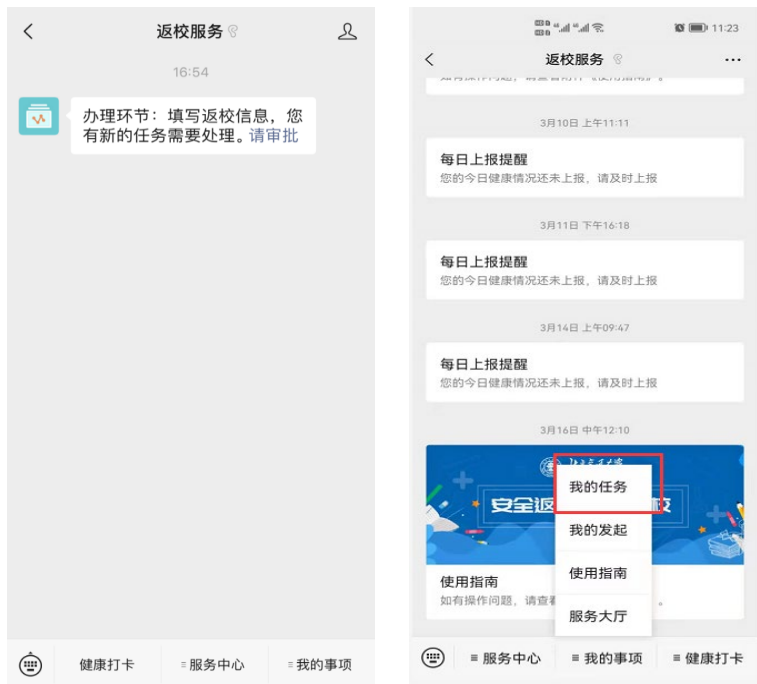 返校服务
16:54
办理环节：填写返校信息，您
有新的任务需要处理。请审批
健康打卡
服务中心
我的事项
11:23
返校服务
3月10日 上午11:11
每日上报提醒
您的今日健康情况还未上报，请及时上报
3月11日 下午16:18
每日上报提醒
您的今日健康情况还未上报，请及时上报
3月14日 上午09:47
每日上报提醒
您的今日健康情况还未上报，请及时上报
3月16日 中午12:10
安全返
校
我的任务
我的发起
使用指南
服务大厅
使用指南
如有操作问题，请查看
服务中心
我的事项
健康打卡